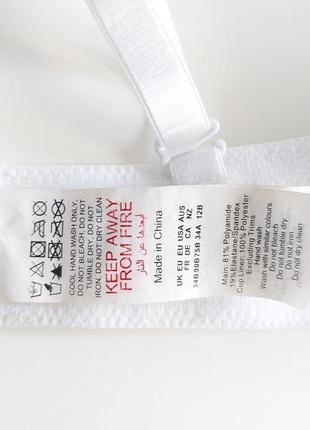 COOL HAND WASH ONLY.
DO NOT BLEACH. DO NOT
TUMBLE DRY. DO NOT
IRON. DO NOT DRY CLEAN
KEEP AWAY
FROM FIRE
أبعدها عن النار
Made in China
UK EU EU USA AUS
FR DE CA NZ
34B 90B 75B 34A 12B
Main: 81% Polyamide
19%Elastane/Spandex
Cup Liner: 100% Polyester
Excluding Trims
Hand wash
Wash with similar colours
Do not bleach
Do not tumble dry
Do not iron
Do not dry clean